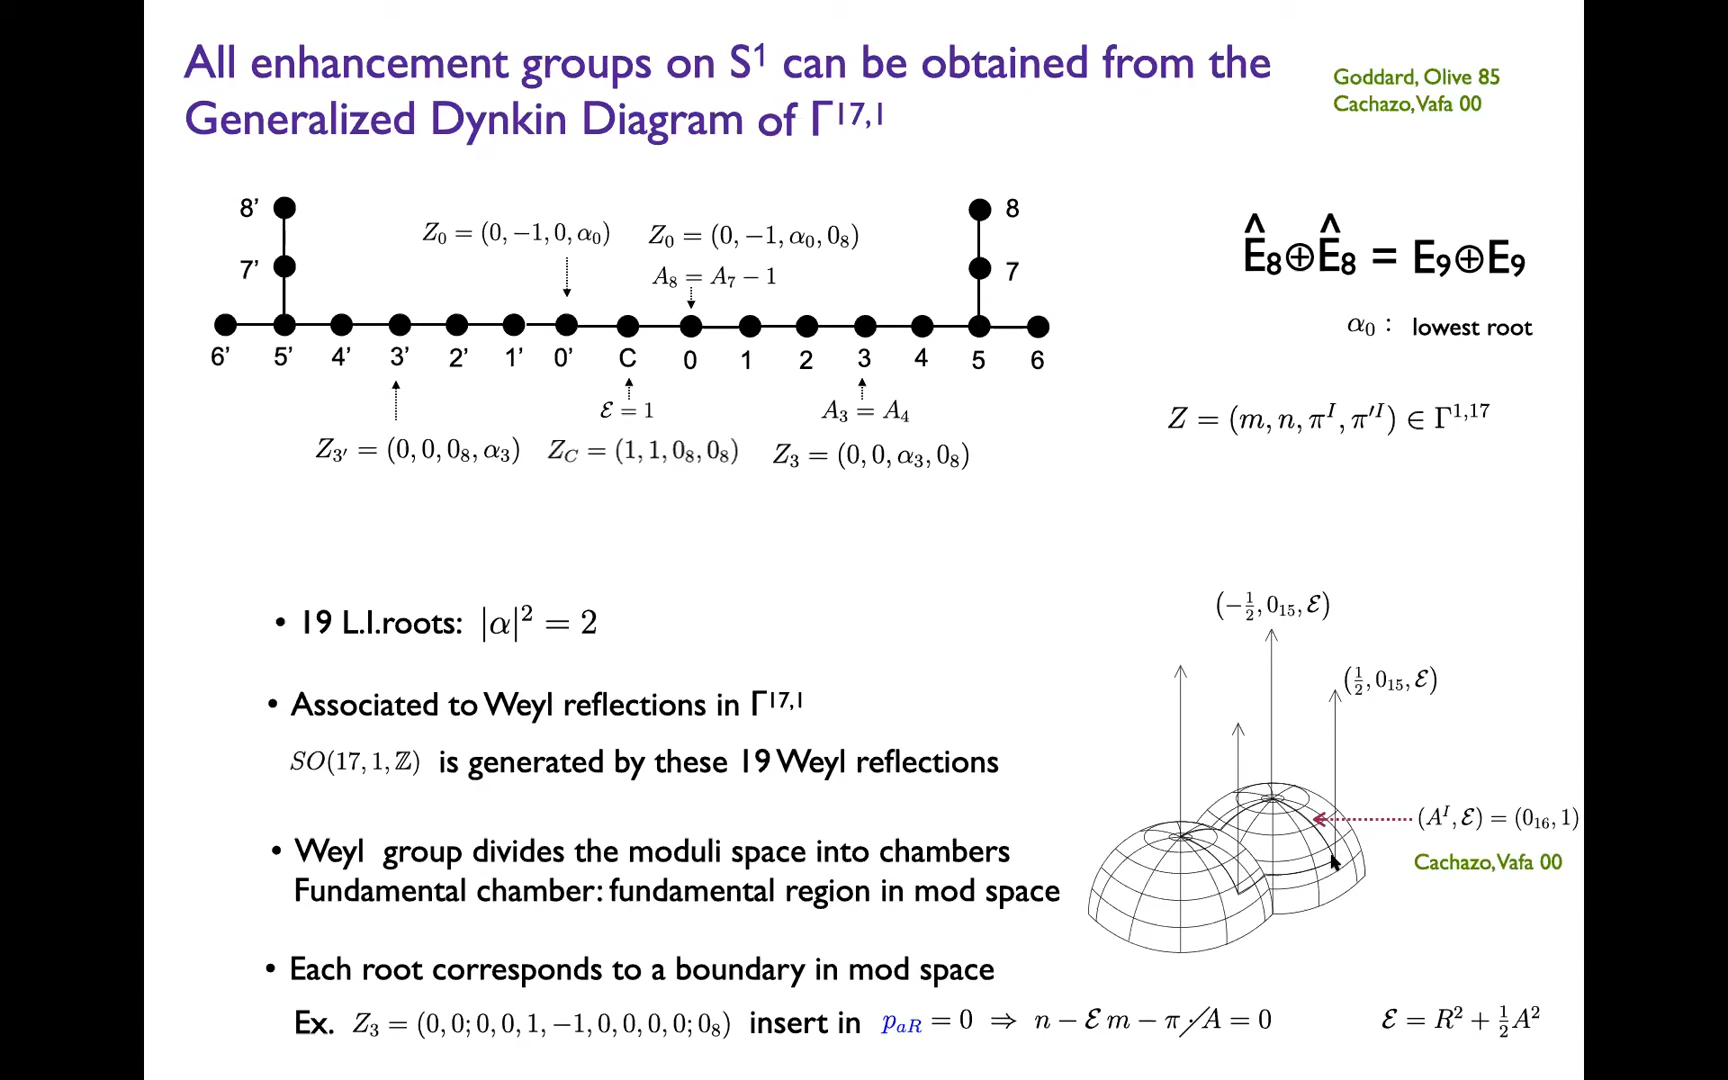 All enhancement groups on S¹ can be obtained from the
Generalized Dynkin Diagram of Γ¹⁷,¹
Goddard, Olive 85
Cachazo, Vafa 00
8'
7'
6' 5' 4' 3' 2' 1' 0' C 0 1 2 3 4 5 6
8
7
Z₀ = (0, −1, 0, α₀)
Z₀ = (0, −1, α₀, 0₈)
A₈ = A₇ − 1
ℰ = 1
A₃ = A₄
Z₃′ = (0, 0, 0₈, α₃)
Z_C = (1, 1, 0₈, 0₈)
Z₃ = (0, 0, α₃, 0₈)
Ê₈⊕Ê₈ = E₉⊕E₉
α₀ : lowest root
Z = (m, n, π^I, π′^I) ∈ Γ^{1,17}
• 19 L.I.roots: |α|² = 2
• Associated to Weyl reflections in Γ¹⁷,¹
SO(17, 1, ℤ) is generated by these 19 Weyl reflections
• Weyl group divides the moduli space into chambers
Fundamental chamber: fundamental region in mod space
• Each root corresponds to a boundary in mod space
Ex. Z₃ = (0, 0; 0, 0, 1, −1, 0, 0, 0, 0; 0₈) insert in p_{aR} = 0 ⇒ n − ℰ m − π·A = 0
ℰ = R² + ½A²
(−½, 0₁₅, ℰ)
(½, 0₁₅, ℰ)
(A^I, ℰ) = (0₁₆, 1)
Cachazo, Vafa 00